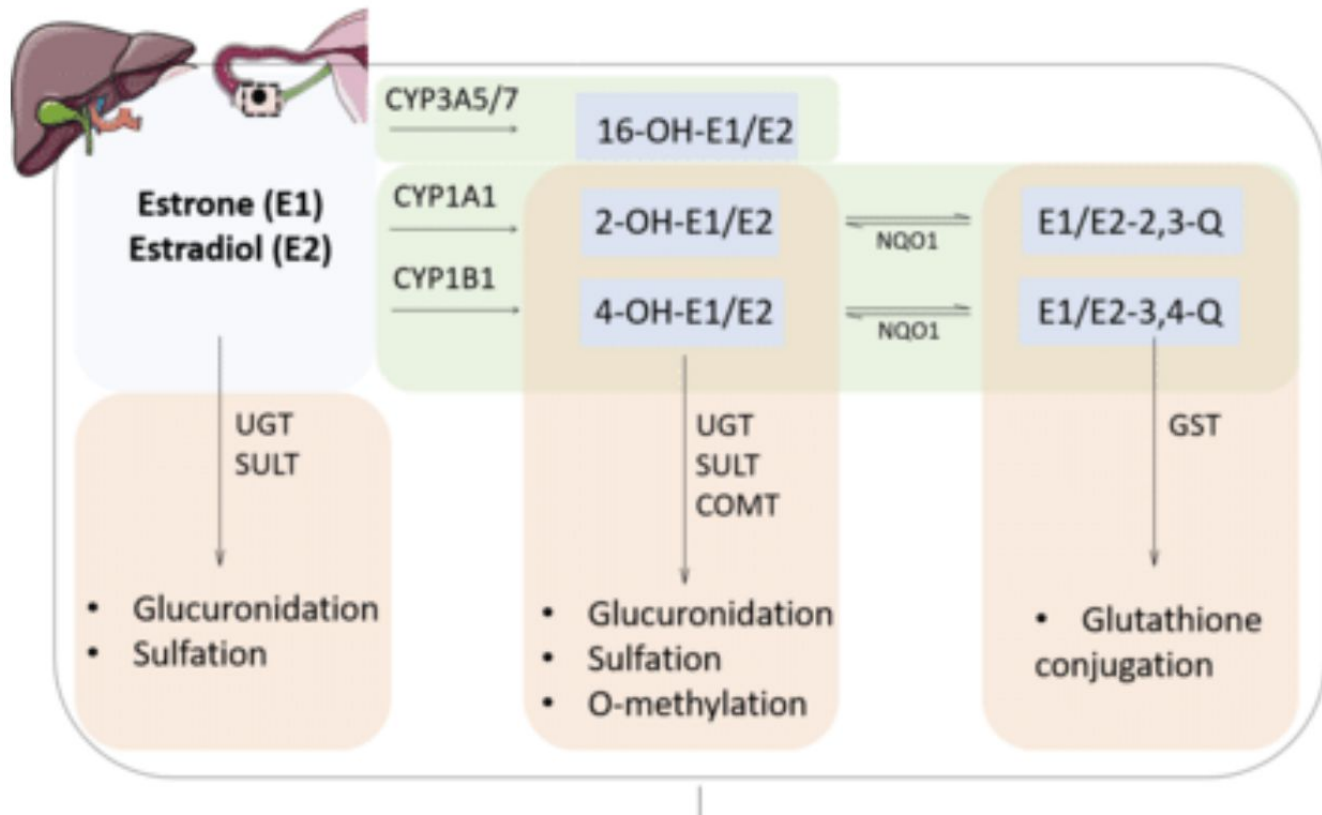 CYP3A5/7
16-OH-E1/E2
Estrone (E1)
Estradiol (E2)
CYP1A1
2-OH-E1/E2
NQO1
E1/E2-2,3-Q
CYP1B1
4-OH-E1/E2
NQO1
E1/E2-3,4-Q
UGT
SULT
UGT
SULT
COMT
GST
• Glucuronidation
• Sulfation
• Glucuronidation
• Sulfation
• O-methylation
• Glutathione
conjugation